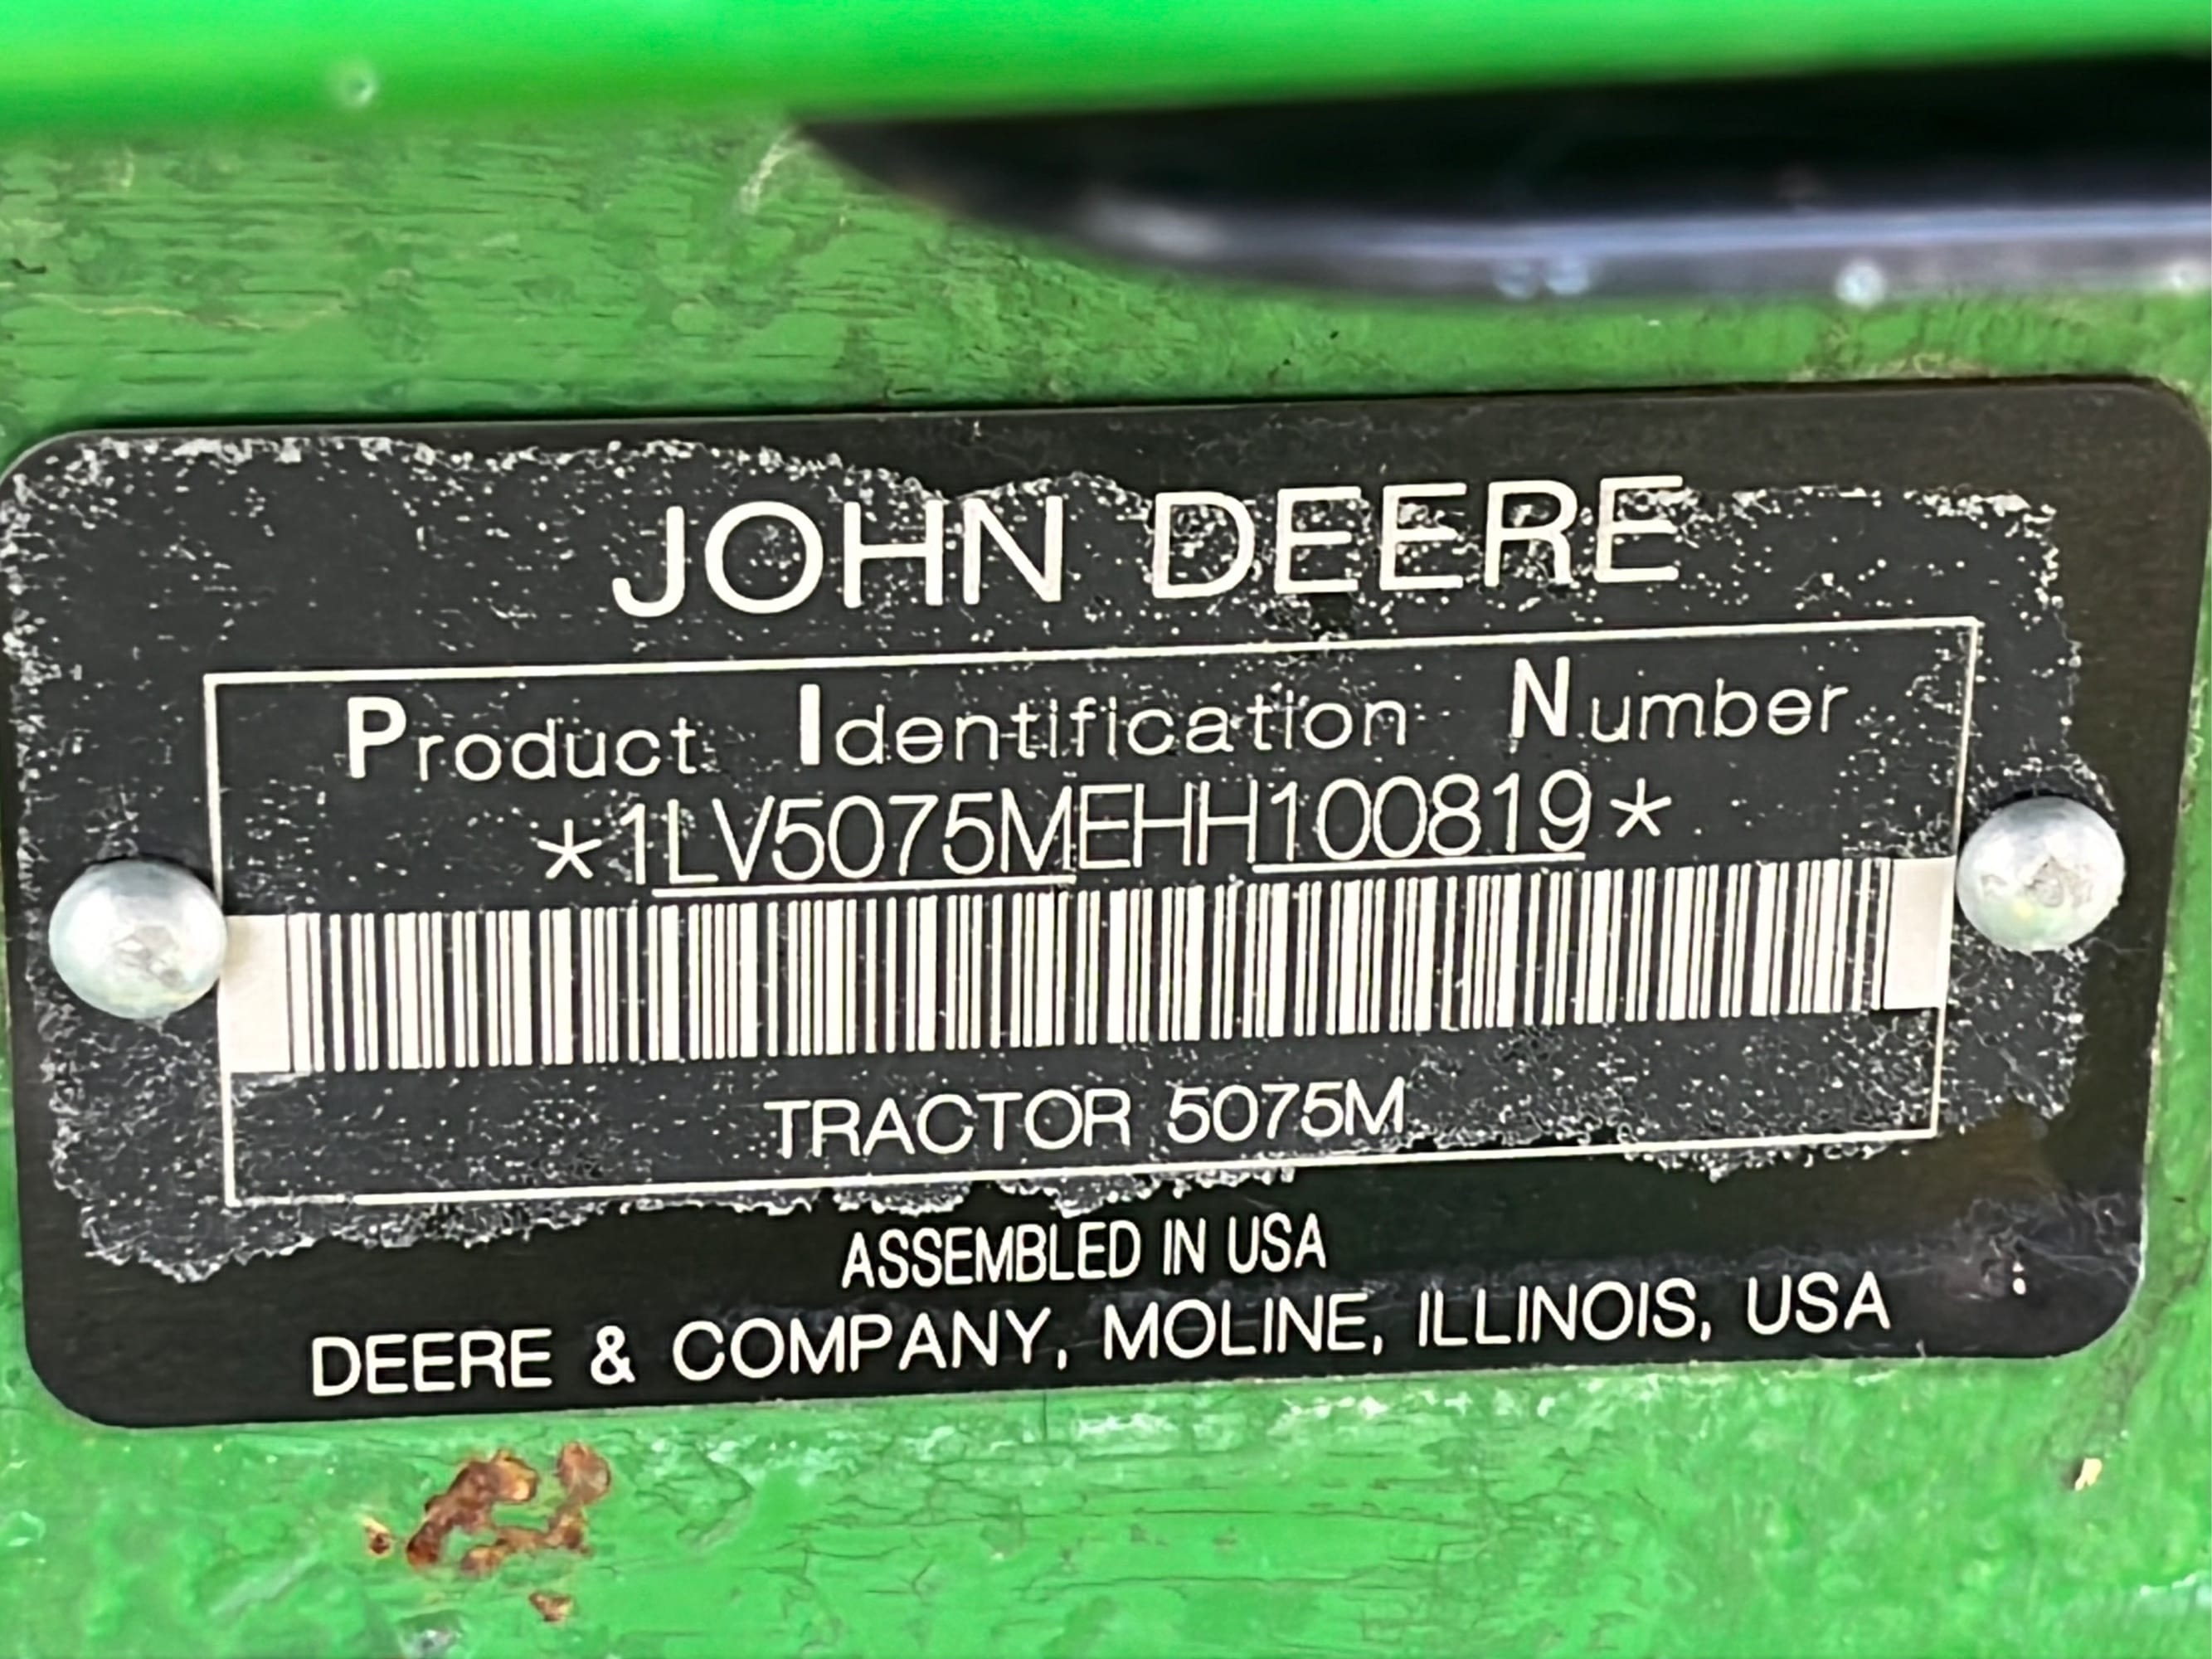 JOHN DEERE
Product Identification Number
*1LV5075MEHH100819*
TRACTOR 5075M
ASSEMBLED IN USA
DEERE & COMPANY, MOLINE, ILLINOIS, USA